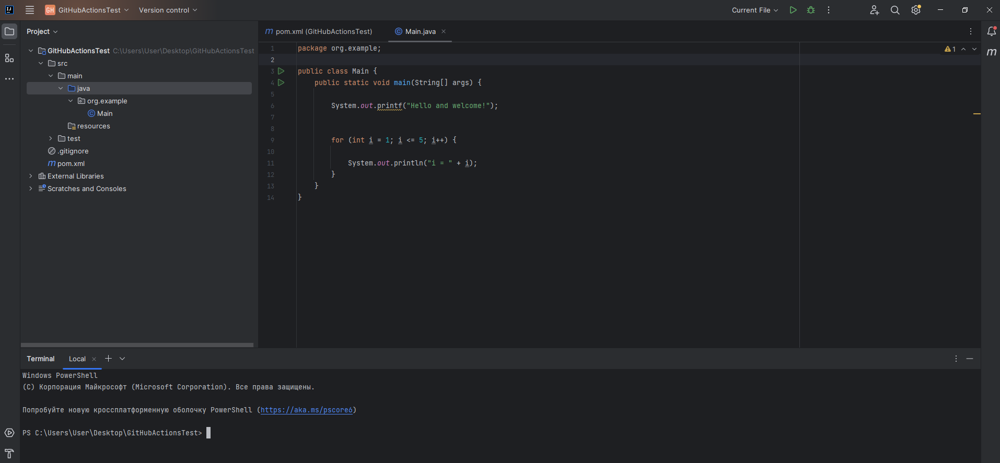 GH GitHubActionsTest Version control Current File
Project
pom.xml (GitHubActionsTest) Main.java
GitHubActionsTest C:\Users\User\Desktop\GitHubActionsTest
src
main
java
org.example
Main
resources
test
.gitignore
pom.xml
External Libraries
Scratches and Consoles
1 package org.example;
2
3 public class Main {
4 public static void main(String[] args) {
5
6 System.out.printf("Hello and welcome!");
7
8
9 for (int i = 1; i <= 5; i++) {
10
11 System.out.println("i = " + i);
12 }
13 }
14 }
1
Terminal Local
Windows PowerShell
(C) Корпорация Майкрософт (Microsoft Corporation). Все права защищены.
Попробуйте новую кроссплатформенную оболочку PowerShell (https://aka.ms/pscore6)
PS C:\Users\User\Desktop\GitHubActionsTest>